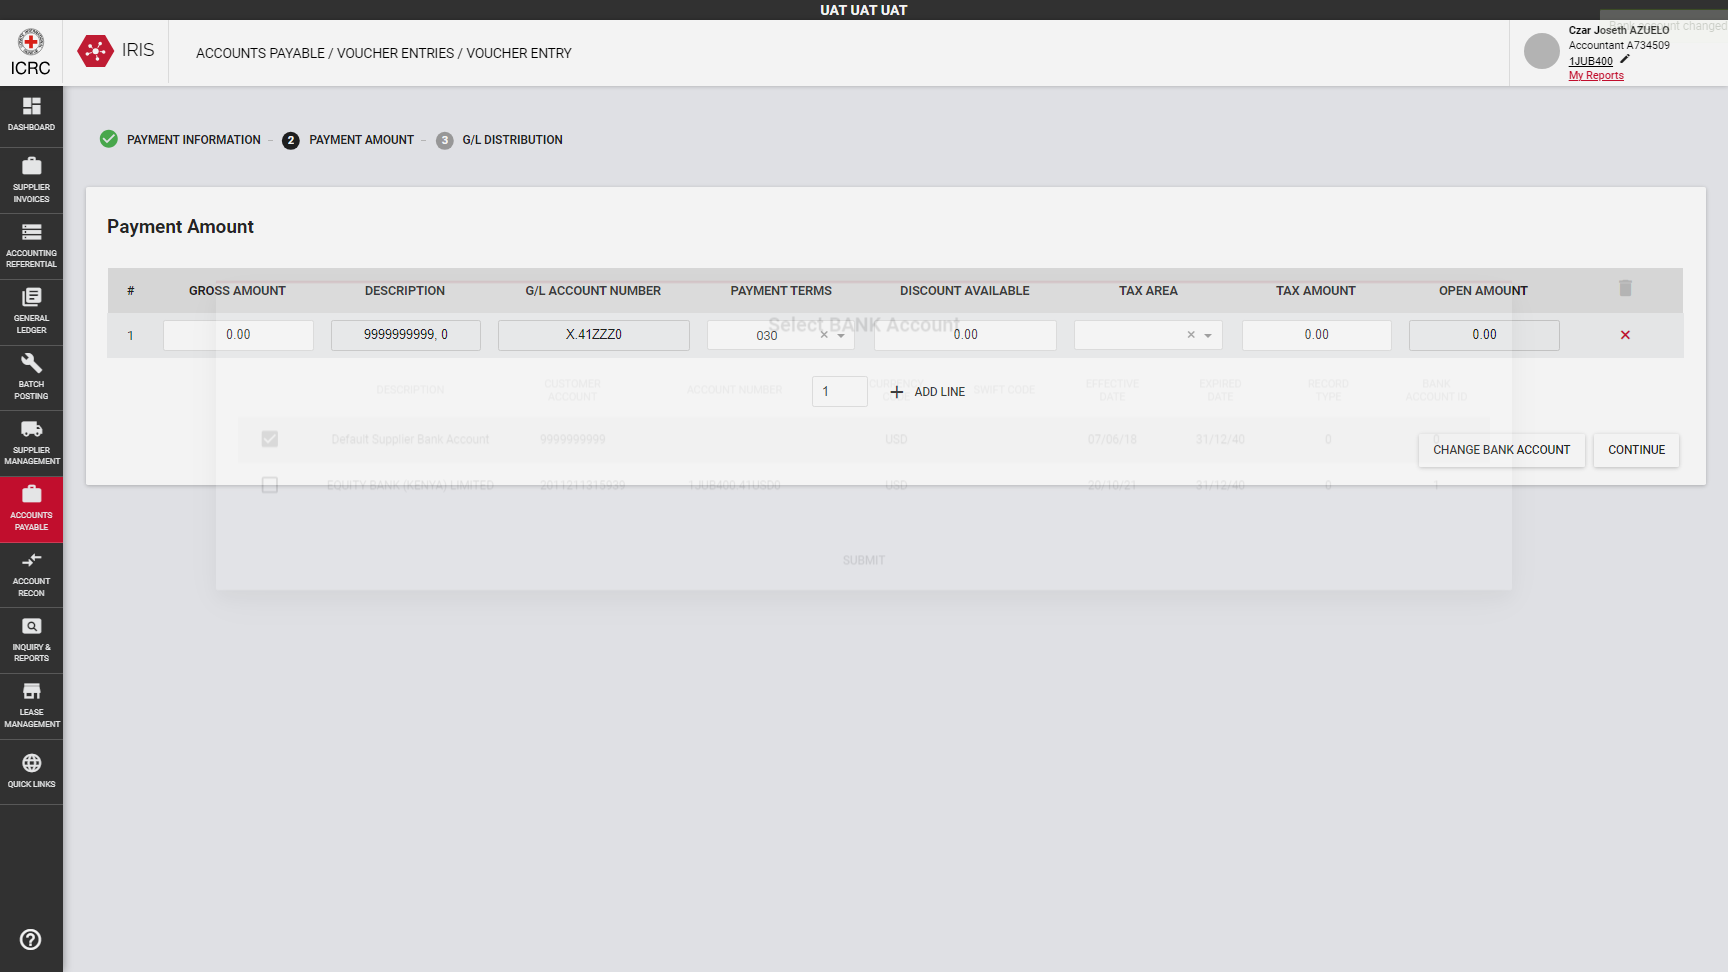 UAT UAT UAT
Bank account changed
ICRC
IRIS
ACCOUNTS PAYABLE / VOUCHER ENTRIES / VOUCHER ENTRY
Czar Joseth AZUELO
Accountant A734509
1JUB400
My Reports
DASHBOARD
SUPPLIER
INVOICES
ACCOUNTING
REFERENTIAL
GENERAL
LEDGER
BATCH
POSTING
SUPPLIER
MANAGEMENT
ACCOUNTS
PAYABLE
ACCOUNT
RECON
INQUIRY &
REPORTS
LEASE
MANAGEMENT
QUICK LINKS
PAYMENT INFORMATION – 2 PAYMENT AMOUNT – 3 G/L DISTRIBUTION
Payment Amount
# GROSS AMOUNT DESCRIPTION G/L ACCOUNT NUMBER PAYMENT TERMS DISCOUNT AVAILABLE TAX AREA TAX AMOUNT OPEN AMOUNT
1 0.00 9999999999, 0 X.41ZZZ0 030 × 0.00 × 0.00 0.00
1 + ADD LINE
CHANGE BANK ACCOUNT CONTINUE
Select BANK Account
DESCRIPTION CUSTOMER ACCOUNT ACCOUNT NUMBER CURRENCY SWIFT CODE EFFECTIVE DATE EXPIRED DATE RECORD TYPE BANK ACCOUNT ID
Default Supplier Bank Account 9999999999 USD 07/06/18 31/12/40 0 0
EQUITY BANK (KENYA) LIMITED 2011211315939 1JUB400.41USD0 USD 20/10/21 31/12/40 0 1
SUBMIT